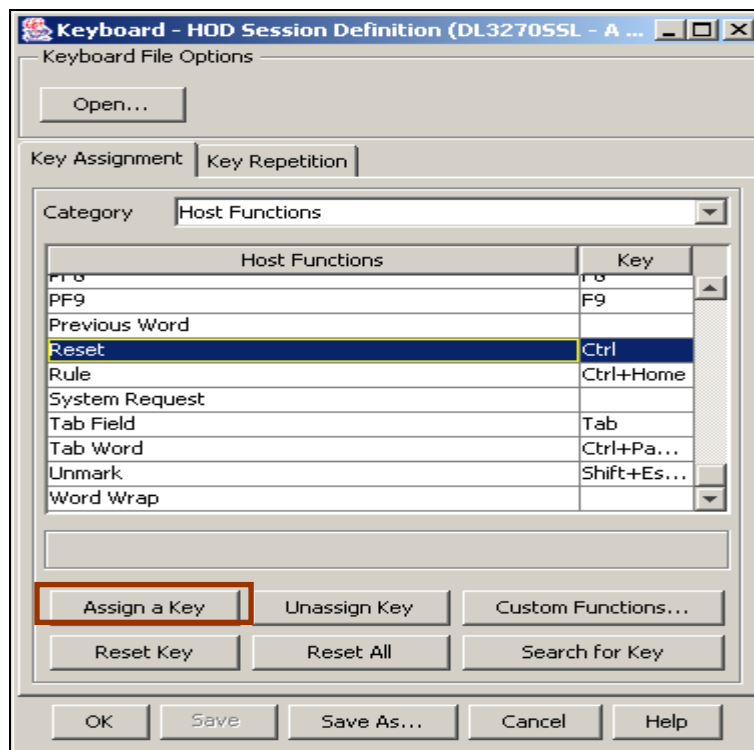 Keyboard - HOD Session Definition (DL3270SSL - A ...
Keyboard File Options
Open...
Key Assignment Key Repetition
Category Host Functions
Host Functions Key
PF9 F9
Previous Word
Reset Ctrl
Rule Ctrl+Home
System Request
Tab Field Tab
Tab Word Ctrl+Pa...
Unmark Shift+Es...
Word Wrap
Assign a Key Unassign Key Custom Functions...
Reset Key Reset All Search for Key
OK Save Save As... Cancel Help